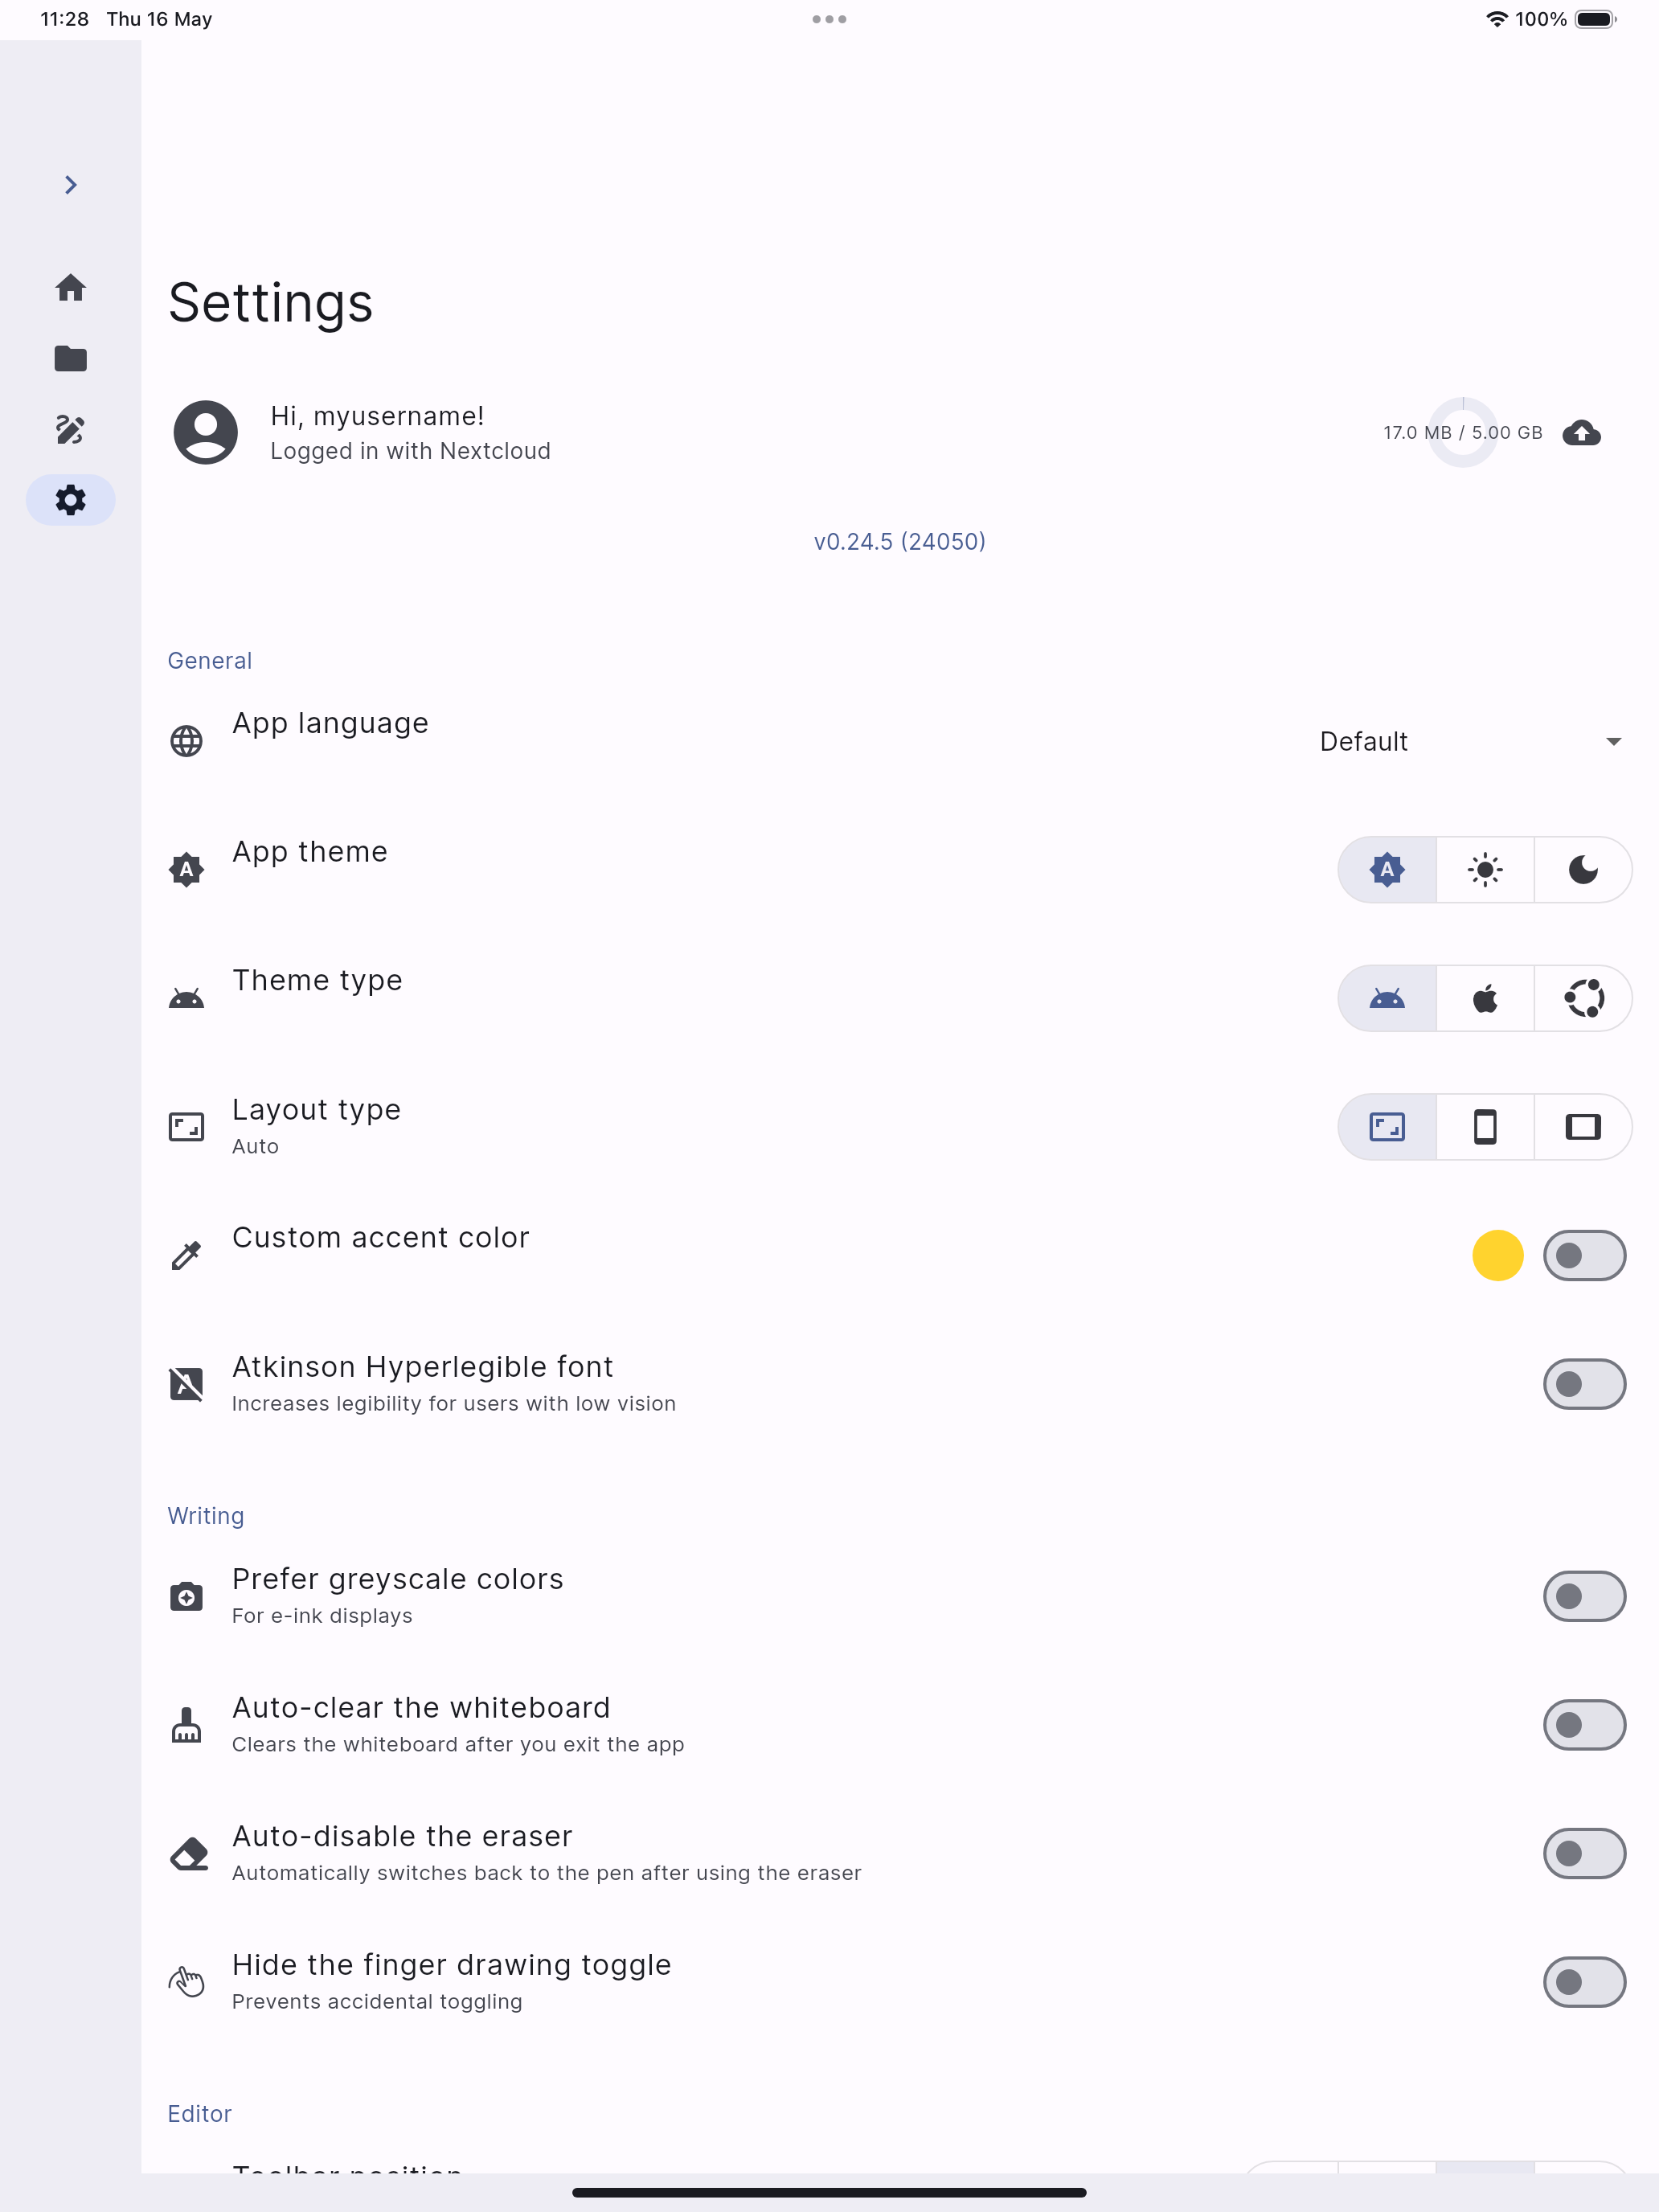 11:28 Thu 16 May
100%
Settings
Hi, myusername!
Logged in with Nextcloud
17.0 MB / 5.00 GB
v0.24.5 (24050)
General
App language
Default
App theme
A
A
Theme type
Layout type
Auto
Custom accent color
Atkinson Hyperlegible font
Increases legibility for users with low vision
Writing
Prefer greyscale colors
For e-ink displays
Auto-clear the whiteboard
Clears the whiteboard after you exit the app
Auto-disable the eraser
Automatically switches back to the pen after using the eraser
Hide the finger drawing toggle
Prevents accidental toggling
Editor
Toolbar position